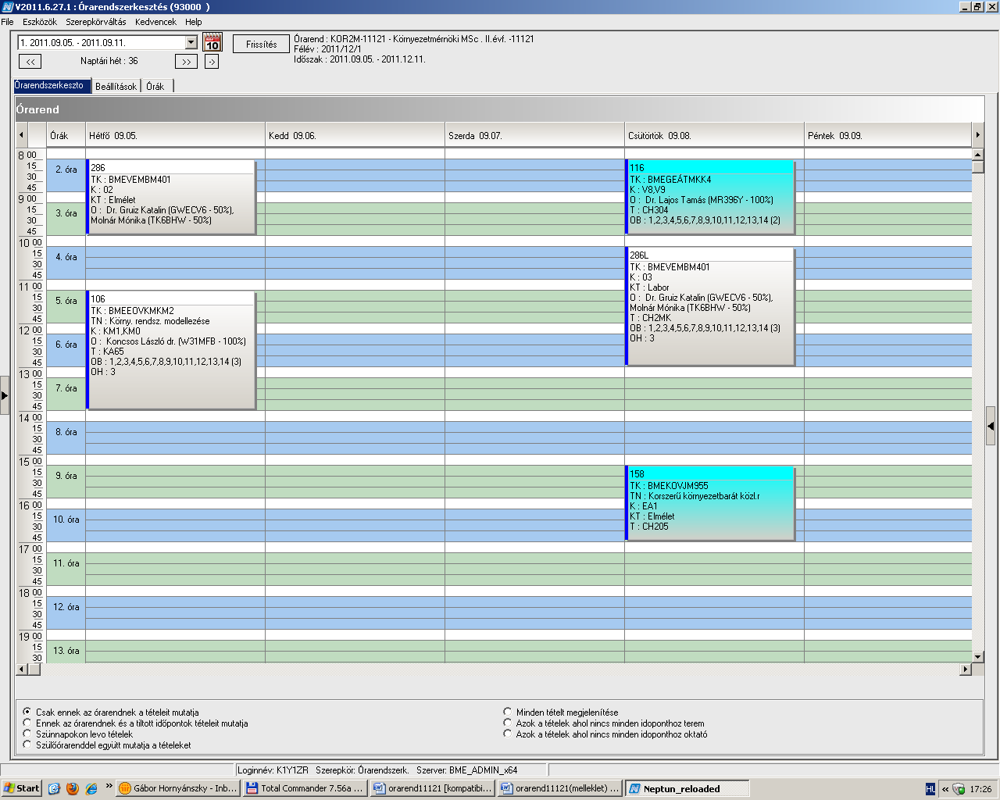 V2011.6.27.1 : Órarendszerkesztés (93000  )
File Eszközök Szerepkörváltás Kedvencek Help
1. 2011.09.05. - 2011.09.11.
10
Frissítés
Órarend : KOR2M-11121 - Környezetmérnöki MSc . II.évf. -11121
Félév : 2011/12/1
Időszak : 2011.09.05. - 2011.12.11.
<< Naptári hét : 36 >> ->
Órarendszerkeszto Beállítások Órák
Órarend
Órák Hétfő 09.05. Kedd 09.06. Szerda 09.07. Csütörtök 09.08. Péntek 09.09.
8 00
15
30
45
9 00
15
30
45
10 00
15
30
45
11 00
15
30
45
12 00
15
30
45
13 00
15
30
45
14 00
15
30
45
15 00
15
30
45
16 00
15
30
45
17 00
15
30
45
18 00
15
30
45
19 00
15
30
2. óra
3. óra
4. óra
5. óra
6. óra
7. óra
8. óra
9. óra
10. óra
11. óra
12. óra
13. óra
286
TK : BMEVEMBM401
K : 02
KT : Elmélet
O : Dr. Gruiz Katalin (GWECV6 - 50%),
Molnár Mónika (TK6BHW - 50%)
106
TK : BMEEOVKMKM2
TN : Körny. rendsz. modellezése
K : KM1,KM0
O : Koncsos László dr. (W31MFB - 100%)
T : KA65
OB : 1,2,3,4,5,6,7,8,9,10,11,12,13,14 (3)
OH : 3
116
TK : BMEGEÁTMKK4
K : V8,V9
O : Dr. Lajos Tamás (MR396Y - 100%)
T : CH304
OB : 1,2,3,4,5,6,7,8,9,10,11,12,13,14 (2)
286L
TK : BMEVEMBM401
K : 03
KT : Labor
O : Dr. Gruiz Katalin (GWECV6 - 50%),
Molnár Mónika (TK6BHW - 50%)
T : CH2MK
OB : 1,2,3,4,5,6,7,8,9,10,11,12,13,14 (3)
OH : 3
158
TK : BMEKOVJM955
TN : Korszerű környezetbarát közl.r
K : EA1
KT : Elmélet
T : CH205
Csak ennek az órarendnek a tételeit mutatja
Ennek az órarendnek és a tiltott időpontok tételeit mutatja
Szünnapokon levo tételek
Szülőórarenddel együtt mutatja a tételeket
Minden tételt megjelenítése
Azok a tételek ahol nincs minden idoponthoz terem
Azok a tételek ahol nincs minden idoponthoz oktató
Loginnév: K1Y1ZR Szerepkör: Órarendszerk. Szerver: BME_ADMIN_x64
Start » Gábor Hornyánszky - Inb... Total Commander 7.56a ... orarend11121 [kompatibi... orarend11121(melleklet) ... Neptun_reloaded HU « 17:26